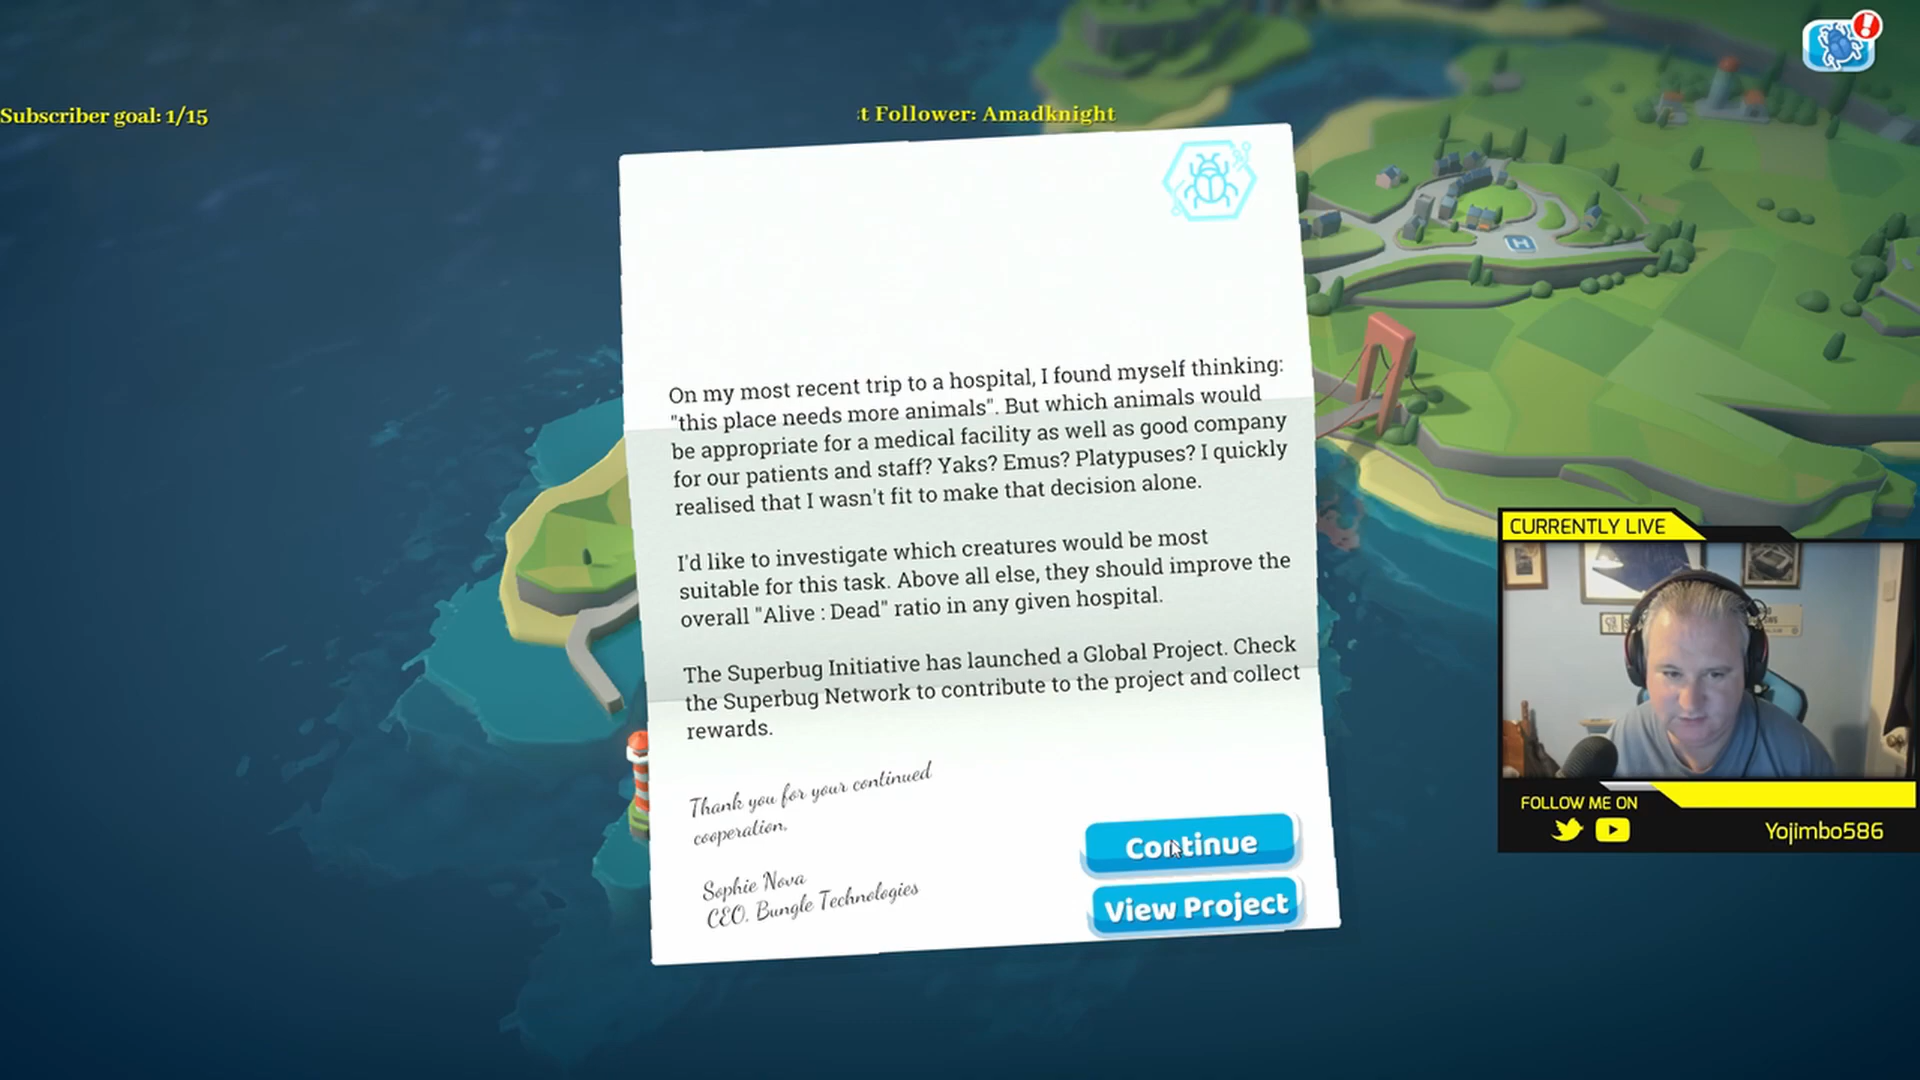 Subscriber goal: 1/15
t Follower: Amadknight
On my most recent trip to a hospital, I found myself thinking:
"this place needs more animals". But which animals would
be appropriate for a medical facility as well as good company
for our patients and staff? Yaks? Emus? Platypuses? I quickly
realised that I wasn't fit to make that decision alone.
I'd like to investigate which creatures would be most
suitable for this task. Above all else, they should improve the
overall "Alive : Dead" ratio in any given hospital.
The Superbug Initiative has launched a Global Project. Check
the Superbug Network to contribute to the project and collect
rewards.
Thank you for your continued
cooperation,
Sophie Nova
CEO, Bungle Technologies
Continue
View Project
H
CURRENTLY LIVE
FOLLOW ME ON
Yojimbo586